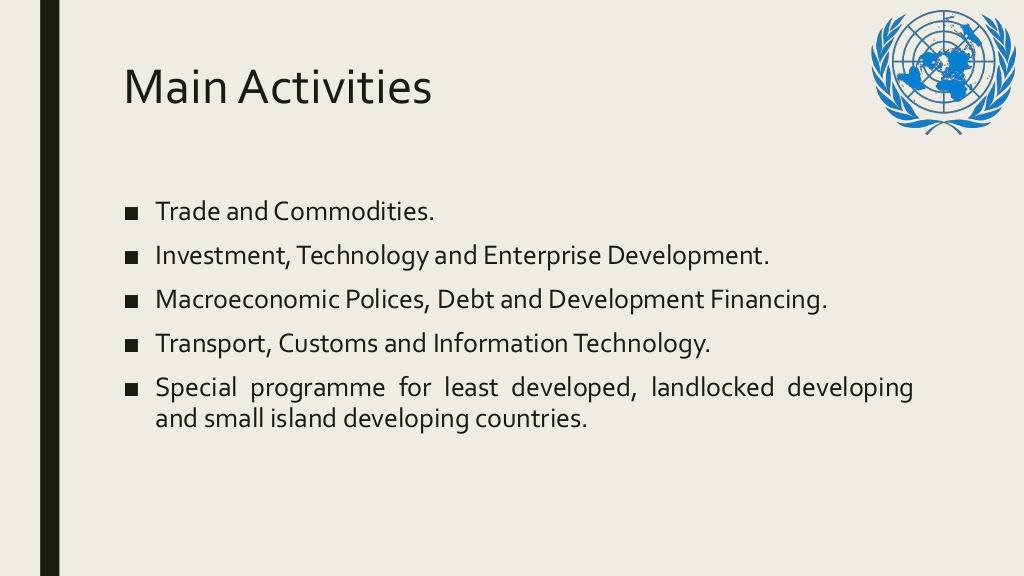 Main Activities
■ Trade and Commodities.
■ Investment, Technology and Enterprise Development.
■ Macroeconomic Polices, Debt and Development Financing.
■ Transport, Customs and Information Technology.
■ Special programme for least developed, landlocked developing
and small island developing countries.